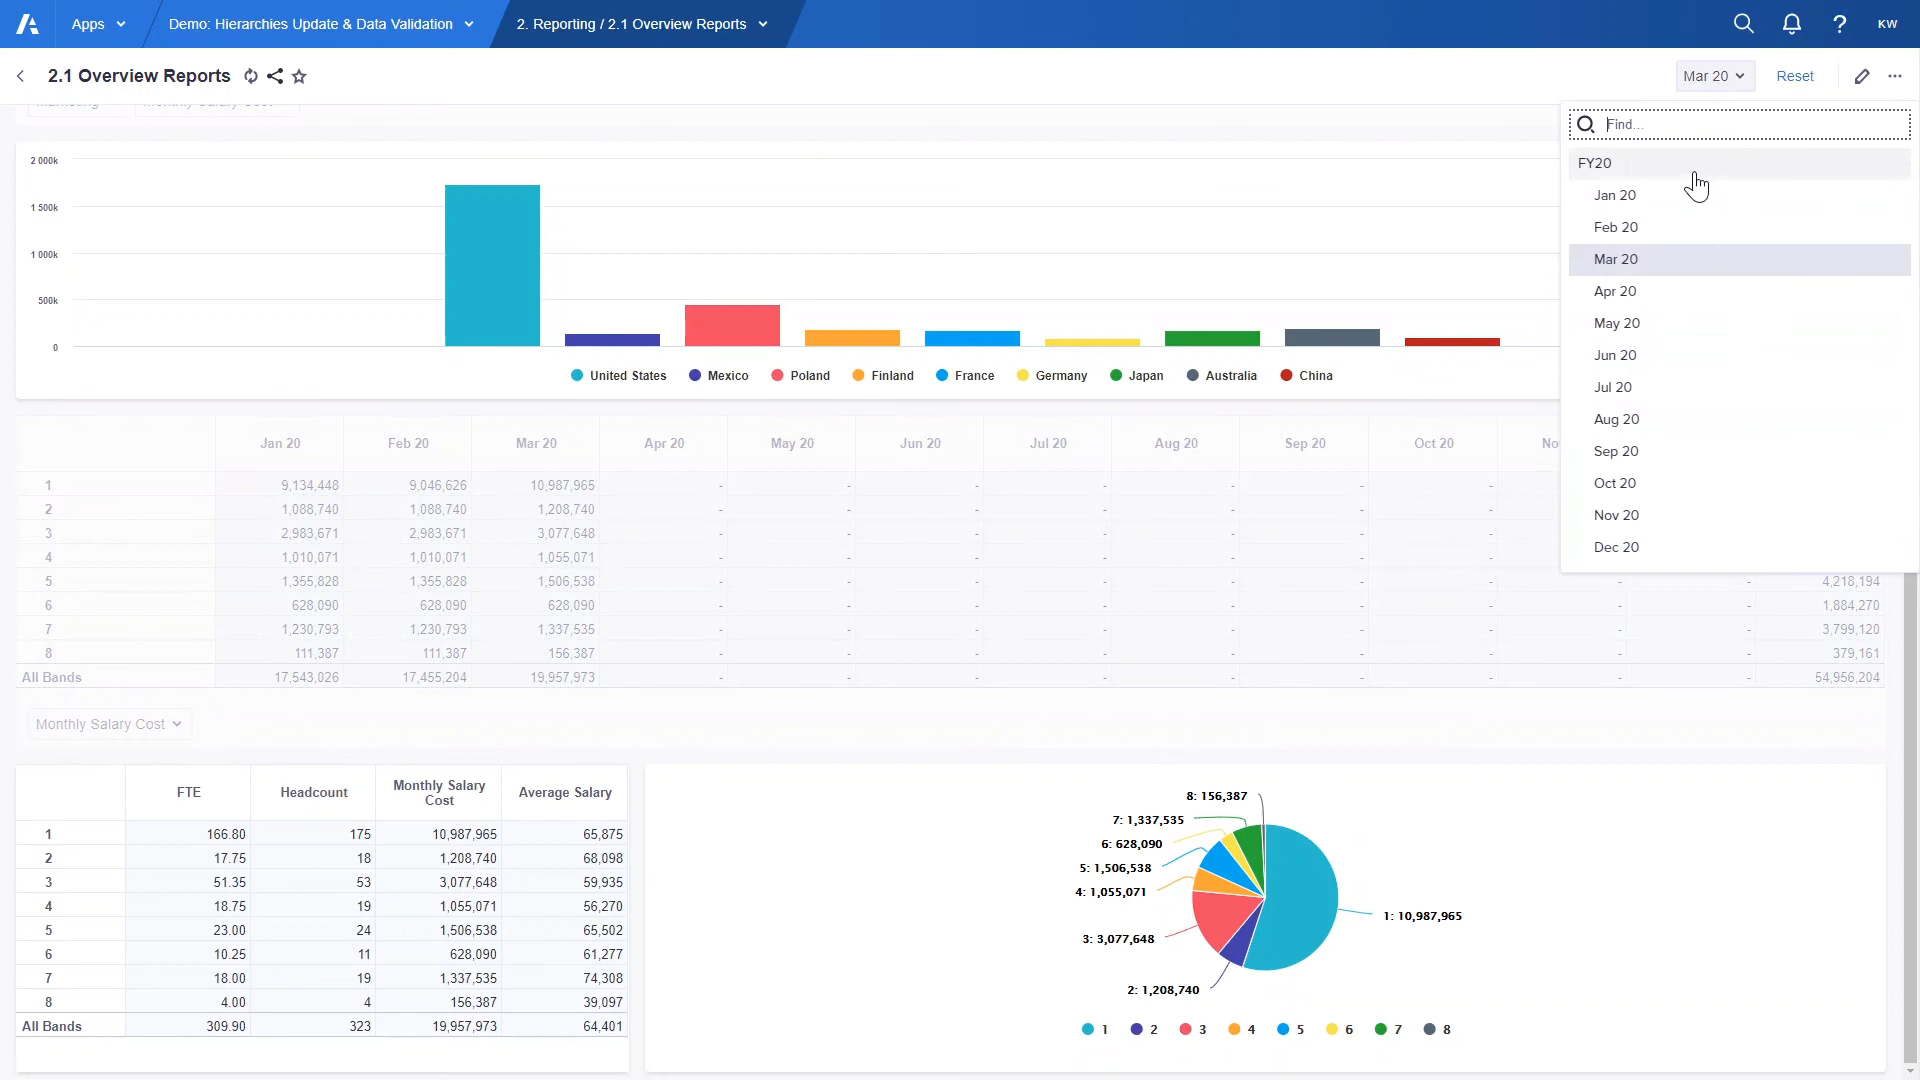 Apps
Demo: Hierarchies Update & Data Validation
2. Reporting / 2.1 Overview Reports
KW
2.1 Overview Reports
Mar 20
Reset
Marketing Monthly Salary Cost
Find...
FY20
Jan 20
Feb 20
Mar 20
Apr 20
May 20
Jun 20
Jul 20
Aug 20
Sep 20
Oct 20
Nov 20
Dec 20
2 000k
1 500k
1 000k
500k
0
United States Mexico Poland Finland France Germany Japan Australia China
Jan 20 Feb 20 Mar 20 Apr 20 May 20 Jun 20 Jul 20 Aug 20 Sep 20 Oct 20 No
1 9,134,448 9,046,626 10,987,965 - - - - - - -
2 1,088,740 1,088,740 1,208,740 - - - - - - -
3 2,983,671 2,983,671 3,077,648 - - - - - - -
4 1,010,071 1,010,071 1,055,071 - - - - - - -
5 1,355,828 1,355,828 1,506,538 - - - - - - - - - 4,218,194
6 628,090 628,090 628,090 - - - - - - - - - 1,884,270
7 1,230,793 1,230,793 1,337,535 - - - - - - - - - 3,799,120
8 111,387 111,387 156,387 - - - - - - - - - 379,161
All Bands 17,543,026 17,455,204 19,957,973 - - - - - - - - - 54,956,204
Monthly Salary Cost
FTE Headcount Monthly Salary Cost Average Salary
1 166.80 175 10,987,965 65,875
2 17.75 18 1,208,740 68,098
3 51.35 53 3,077,648 59,935
4 18.75 19 1,055,071 56,270
5 23.00 24 1,506,538 65,502
6 10.25 11 628,090 61,277
7 18.00 19 1,337,535 74,308
8 4.00 4 156,387 39,097
All Bands 309.90 323 19,957,973 64,401
8: 156,387
7: 1,337,535
6: 628,090
5: 1,506,538
4: 1,055,071
1: 10,987,965
3: 3,077,648
2: 1,208,740
1 2 3 4 5 6 7 8